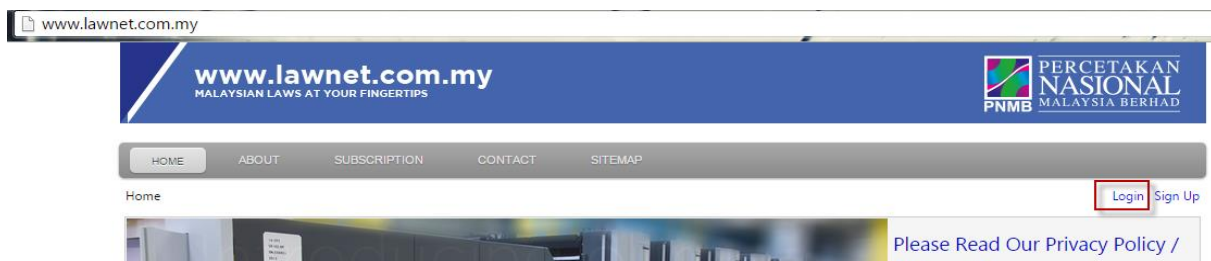 www.lawnet.com.my
www.lawnet.com.my
MALAYSIAN LAWS AT YOUR FINGERTIPS
PNMB
PERCETAKAN
NASIONAL
MALAYSIA BERHAD
HOME ABOUT SUBSCRIPTION CONTACT SITEMAP
Home Login Sign Up
Please Read Our Privacy Policy /